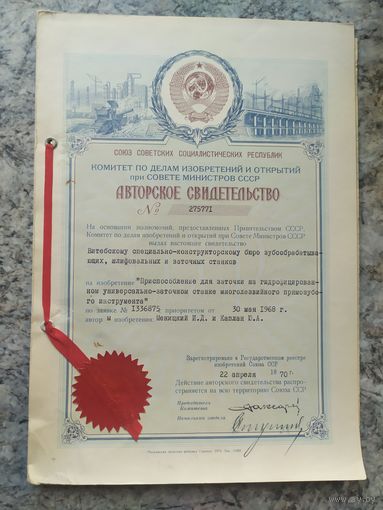 СОЮЗ СОВЕТСКИХ СОЦИАЛИСТИЧЕСКИХ РЕСПУБЛИК
КОМИТЕТ ПО ДЕЛАМ ИЗОБРЕТЕНИЙ И ОТКРЫТИЙ
при СОВЕТЕ МИНИСТРОВ СССР
АВТОРСКОЕ СВИДЕТЕЛЬСТВО
№ 275771
На основании полномочий, предоставленных Правительством СССР,
Комитет по делам изобретений и открытий при Совете Министров СССР
выдал настоящее свидетельство
Витебскому специально-конструкторскому бюро зубообрабатыва-
ющих, шлифовальных и заточных станков
на изобретение "Приспособление для заточки на гидрофицирован-
ном универсально-заточном станке многолезвийного прямозубо-
го инструмента"
по заявке № 1336875 приоритетом от 30 мая 1968 г.
автор ы изобретения: И.Д. и Каплан Ю.А.
Зарегистрировано в Государственном реестре
изобретений Союза ССР
22 апреля 1970 г.
Действие авторского свидетельства распро-
страняется на всю территорию Союза ССР
Председатель
Комитета
Начальник отдела
ay.by